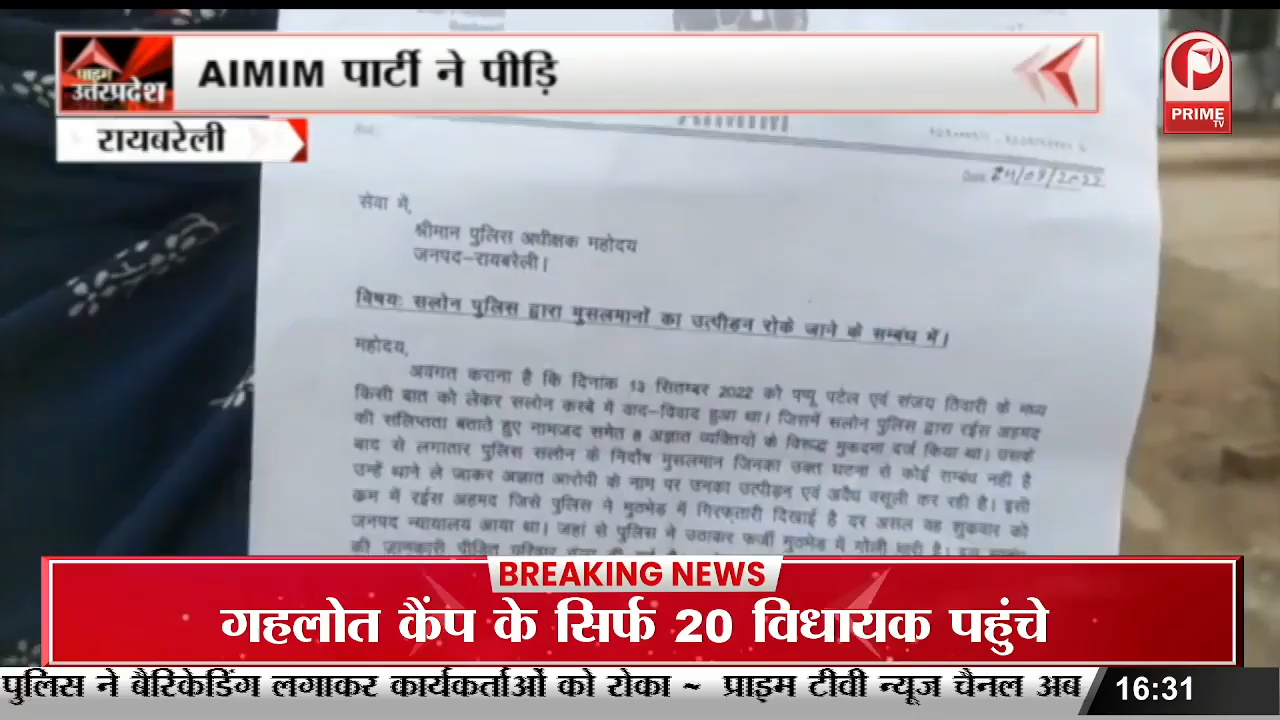 प्राइम
उत्तरप्रदेश
AIMIM पार्टी ने पीड़ि
PRIME
TV
रायबरेली
24/09/2022
सेवा में,
श्रीमान पुलिस अधीक्षक महोदय
जनपद-रायबरेली।
विषयः सलोन पुलिस द्वारा मुसलमानों का उत्पीड़न रोके जाने के सम्बंध में।
महोदय,
अवगत कराना है कि दिनांक 13 सितम्बर 2022 को पप्पू पटेल एवं संजय तिवारी के मध्य
किसी बात को लेकर सलोन कस्बे में वाद-विवाद हुआ था। जिसमें सलोन पुलिस द्वारा रईस अहमद
की संलिप्तता बताते हुए नामजद समेत 8 अज्ञात व्यक्तियों के विरूद्ध मुकदमा दर्ज किया था। उसके
बाद से लगातार पुलिस सलोन के निर्दोष मुसलमान जिनका उक्त घटना से कोई सम्बंध नही है
उन्हें थाने ले जाकर अज्ञात आरोपी के नाम पर उनका उत्पीड़न एवं अवैध वसूली कर रही है। इसी
क्रम में रईस अहमद जिसे पुलिस ने मुठभेड़ में गिरफ्तारी दिखाई है दर असल वह शुक्रवार को
जनपद न्यायालय आया था। जहां से पुलिस ने उठाकर फर्जी मुठभेड़ में गोली मारी है।
की जानकारी पीड़ित परिवार
BREAKING NEWS
गहलोत कैंप के सिर्फ 20 विधायक पहुंचे
पुलिस ने बैरिकेडिंग लगाकर कार्यकर्ताओं को रोका ~ प्राइम टीवी न्यूज चैनल अब
16:31